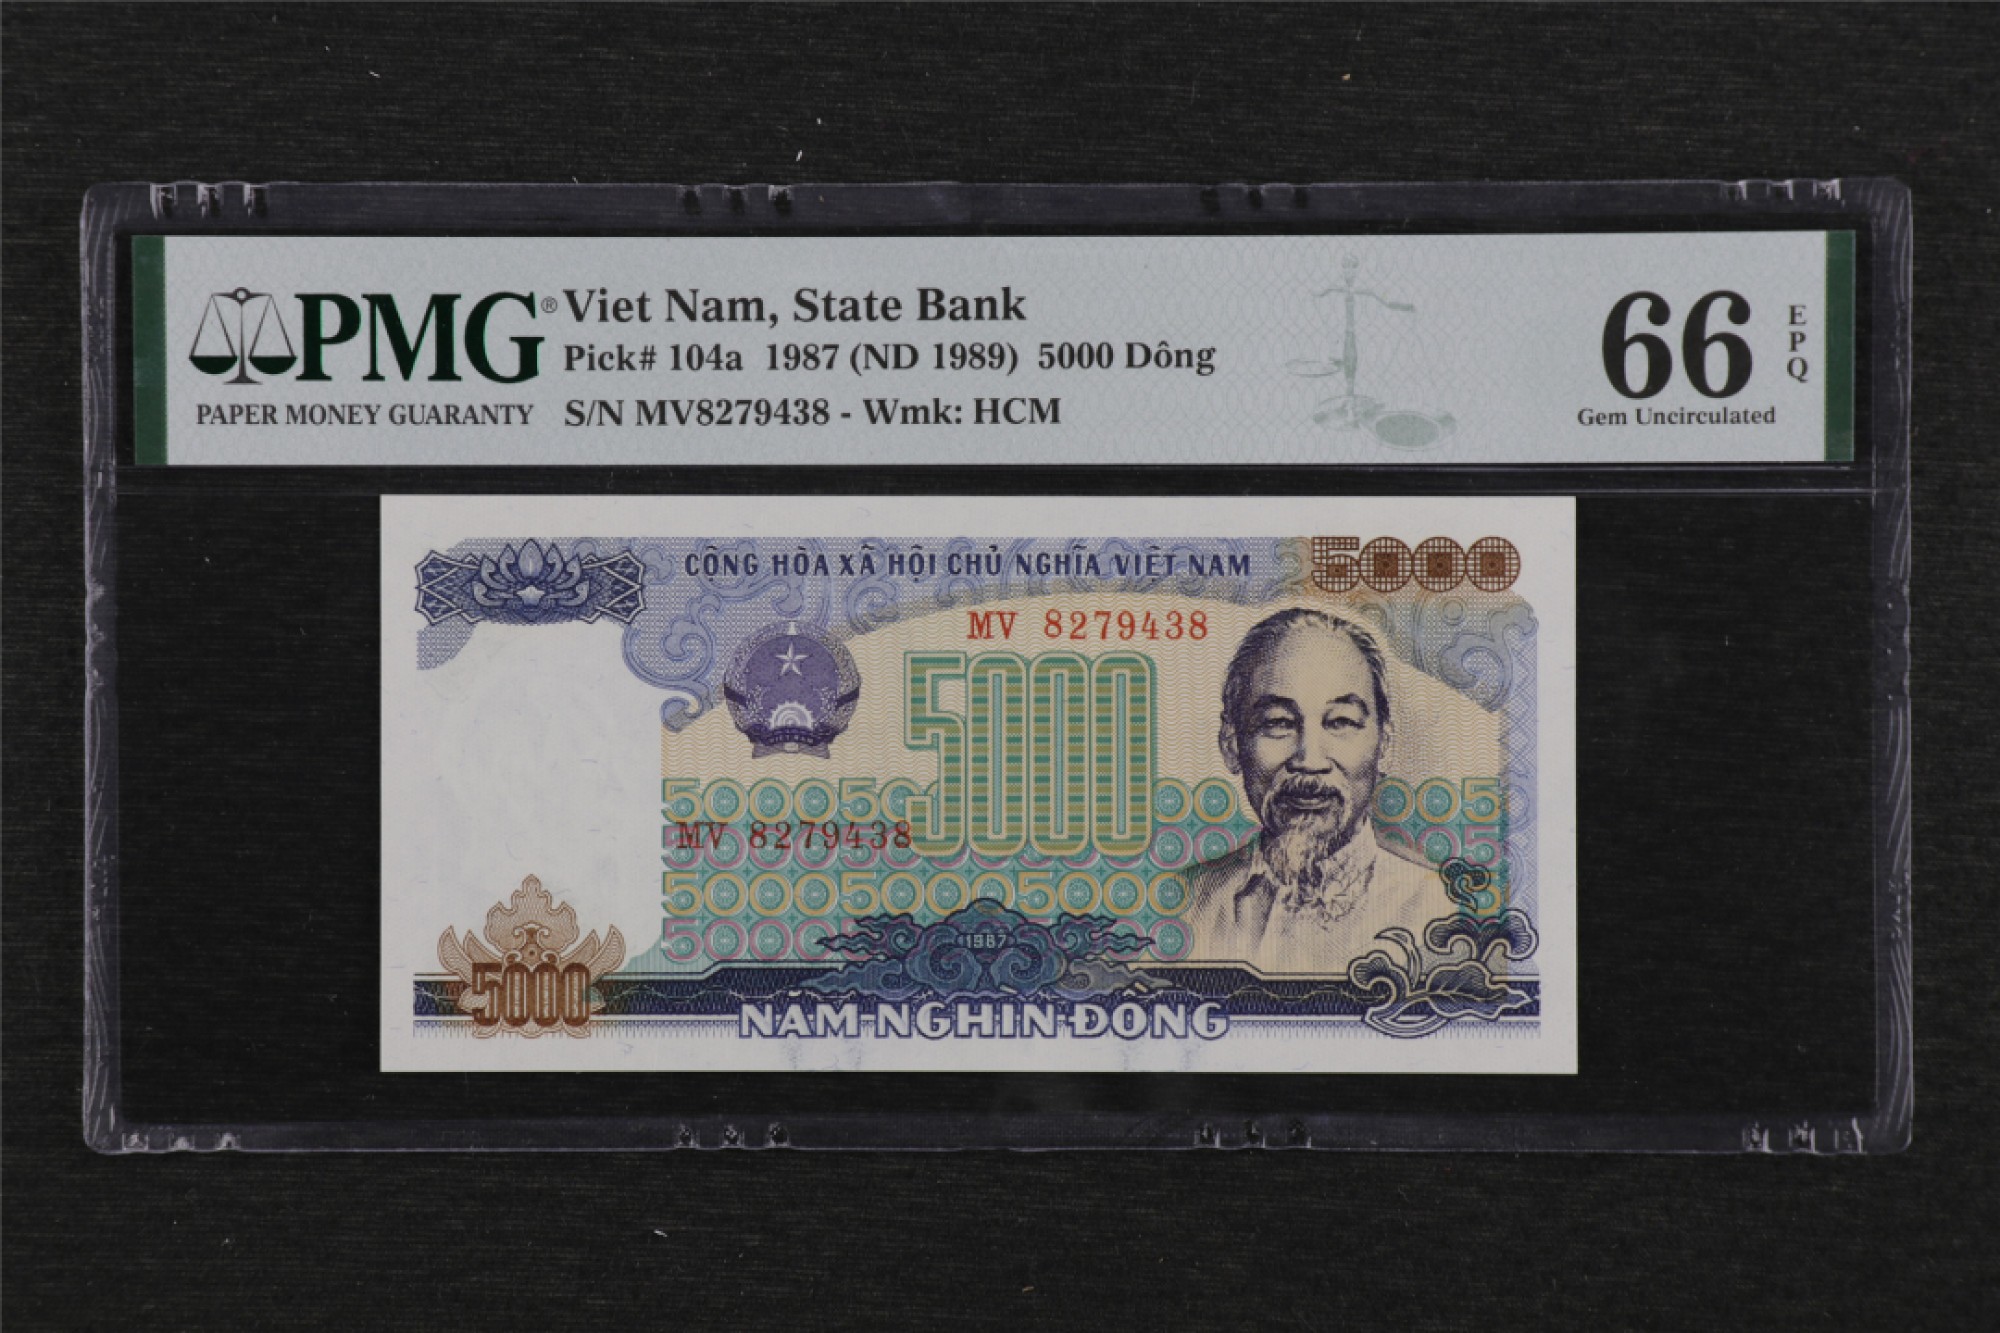 PMG®
PAPER MONEY GUARANTY
Viet Nam, State Bank
Pick# 104a 1987 (ND 1989) 5000 Dông
S/N MV8279438 - Wmk: HCM
66
EPQ
Gem Uncirculated
CỘNG HÒA XÃ HỘI CHỦ NGHĨA VIỆT NAM
5000
MV 8279438
5000
VIỆT NAM
MV 8279438
1987
5000
NĂM NGHÌN ĐỒNG